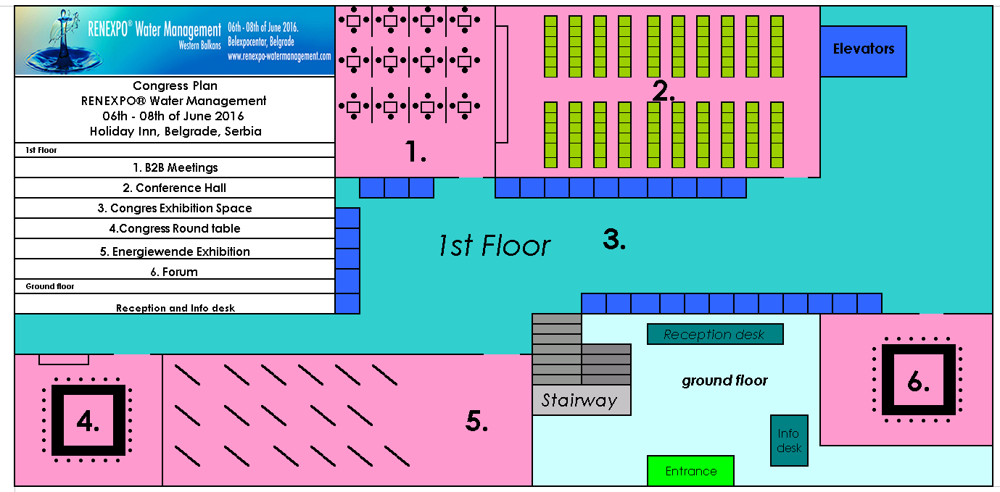 RENEXPO® Water Management
Western Balkans
06th - 08th of June 2016.
Belexpocentar, Belgrade
www.renexpo-watermanagement.com
Congress Plan
RENEXPO® Water Management
06th - 08th of June 2016
Holiday Inn, Belgrade, Serbia
1st Floor
1. B2B Meetings
2. Conference Hall
3. Congres Exhibition Space
4.Congress Round table
5. Energiewende Exhibition
6. Forum
Ground floor
Reception and Info desk
1.
2.
Elevators
1st Floor
3.
4.
5.
Stairway
Reception desk
ground floor
Info
desk
Entrance
6.